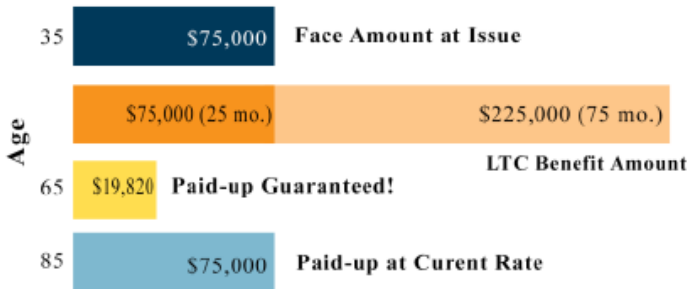 35 $75,000 Face Amount at Issue
$75,000 (25 mo.) $225,000 (75 mo.)
LTC Benefit Amount
Age
65 $19,820 Paid-up Guaranteed!
85 $75,000 Paid-up at Curent Rate